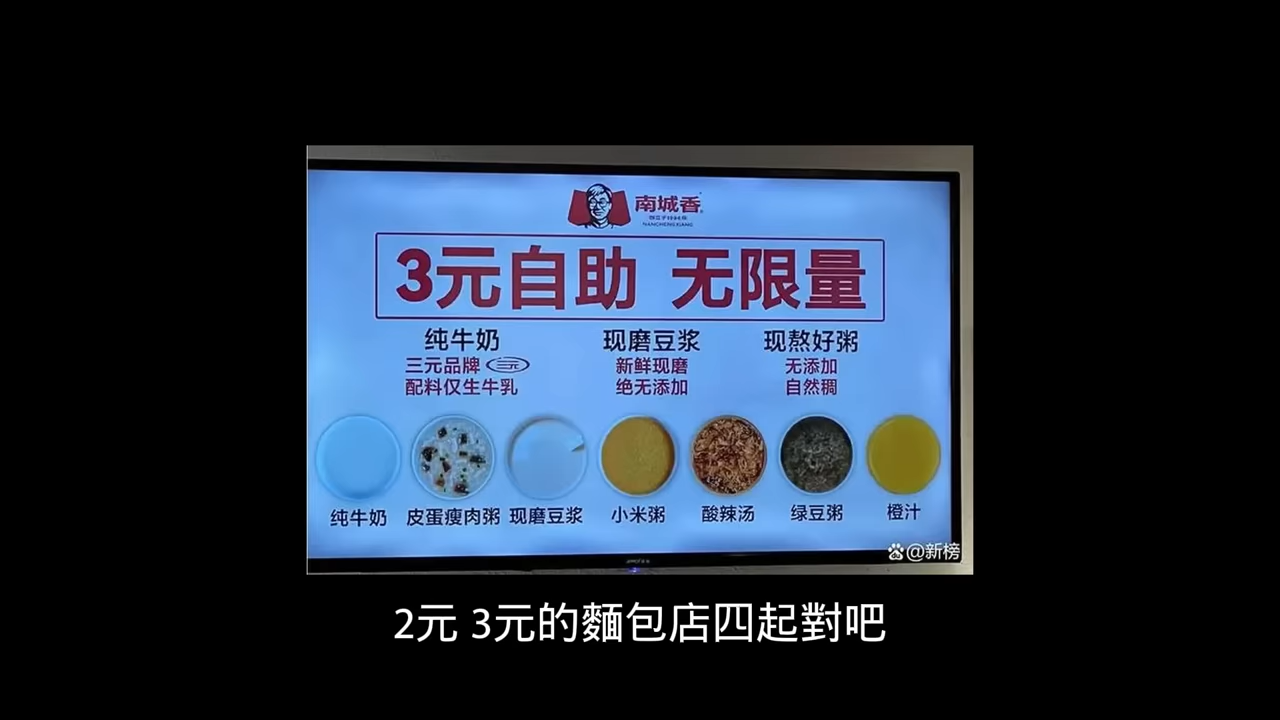 南城香
NANCHENGXIANG
3元自助 无限量
纯牛奶
三元品牌 三元
配料仅生牛乳
现磨豆浆
新鲜现磨
绝无添加
现熬好粥
无添加
自然稠
纯牛奶 皮蛋瘦肉粥 现磨豆浆 小米粥 酸辣汤 绿豆粥 橙汁
@新榜
2元 3元的麵包店四起對吧